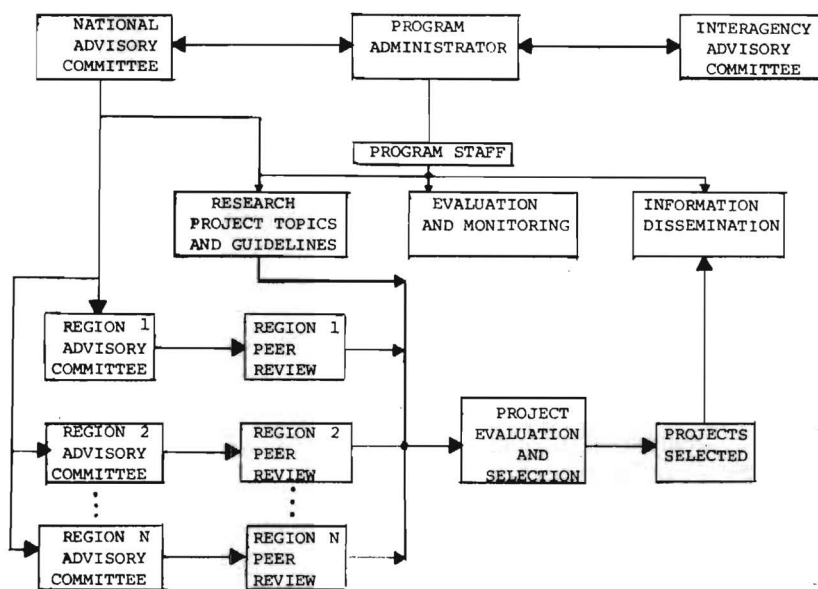 NATIONAL
ADVISORY
COMMITTEE
PROGRAM
ADMINISTRATOR
INTERAGENCY
ADVISORY
COMMITTEE
PROGRAM STAFF
RESEARCH
PROJECT TOPICS
AND GUIDELINES
EVALUATION
AND MONITORING
INFORMATION
DISSEMINATION
REGION 1
ADVISORY
COMMITTEE
REGION 1
PEER
REVIEW
REGION 2
ADVISORY
COMMITTEE
REGION 2
PEER
REVIEW
PROJECT
EVALUATION
AND
SELECTION
PROJECTS
SELECTED
REGION N
ADVISORY
COMMITTEE
REGION N
PEER
REVIEW